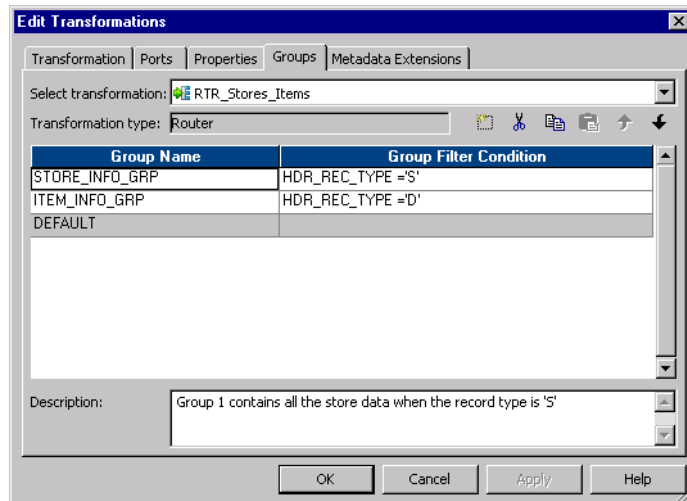 Edit Transformations
Transformation Ports Properties Groups Metadata Extensions
Select transformation: RTR_Stores_Items
Transformation type: Router
Group Name Group Filter Condition
STORE_INFO_GRP HDR_REC_TYPE ='S'
ITEM_INFO_GRP HDR_REC_TYPE ='D'
DEFAULT
Description: Group 1 contains all the store data when the record type is 'S'
OK Cancel Apply Help